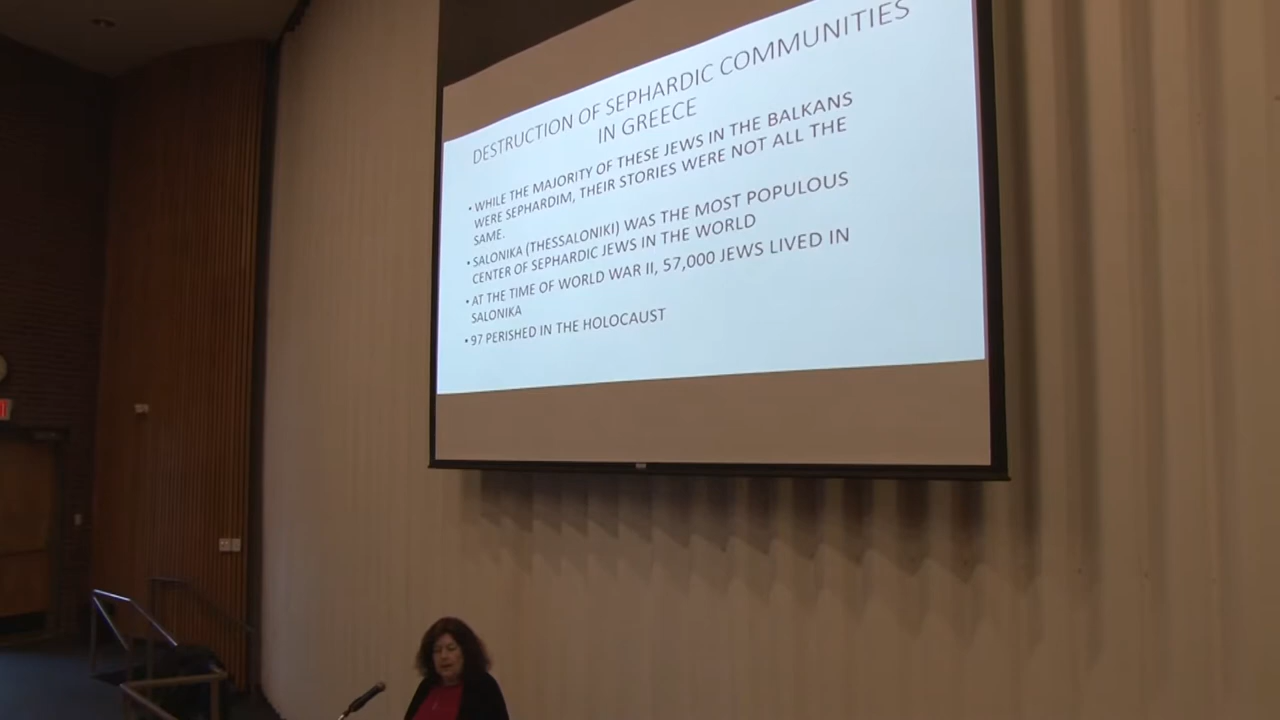 DESTRUCTION OF SEPHARDIC COMMUNITIES
IN GREECE
• WHILE THE MAJORITY OF THESE JEWS IN THE BALKANS
WERE SEPHARDIM, THEIR STORIES WERE NOT ALL THE
SAME.
• SALONIKA (THESSALONIKI) WAS THE MOST POPULOUS
CENTER OF SEPHARDIC JEWS IN THE WORLD
• AT THE TIME OF WORLD WAR II, 57,000 JEWS LIVED IN
SALONIKA
• 97 PERISHED IN THE HOLOCAUST